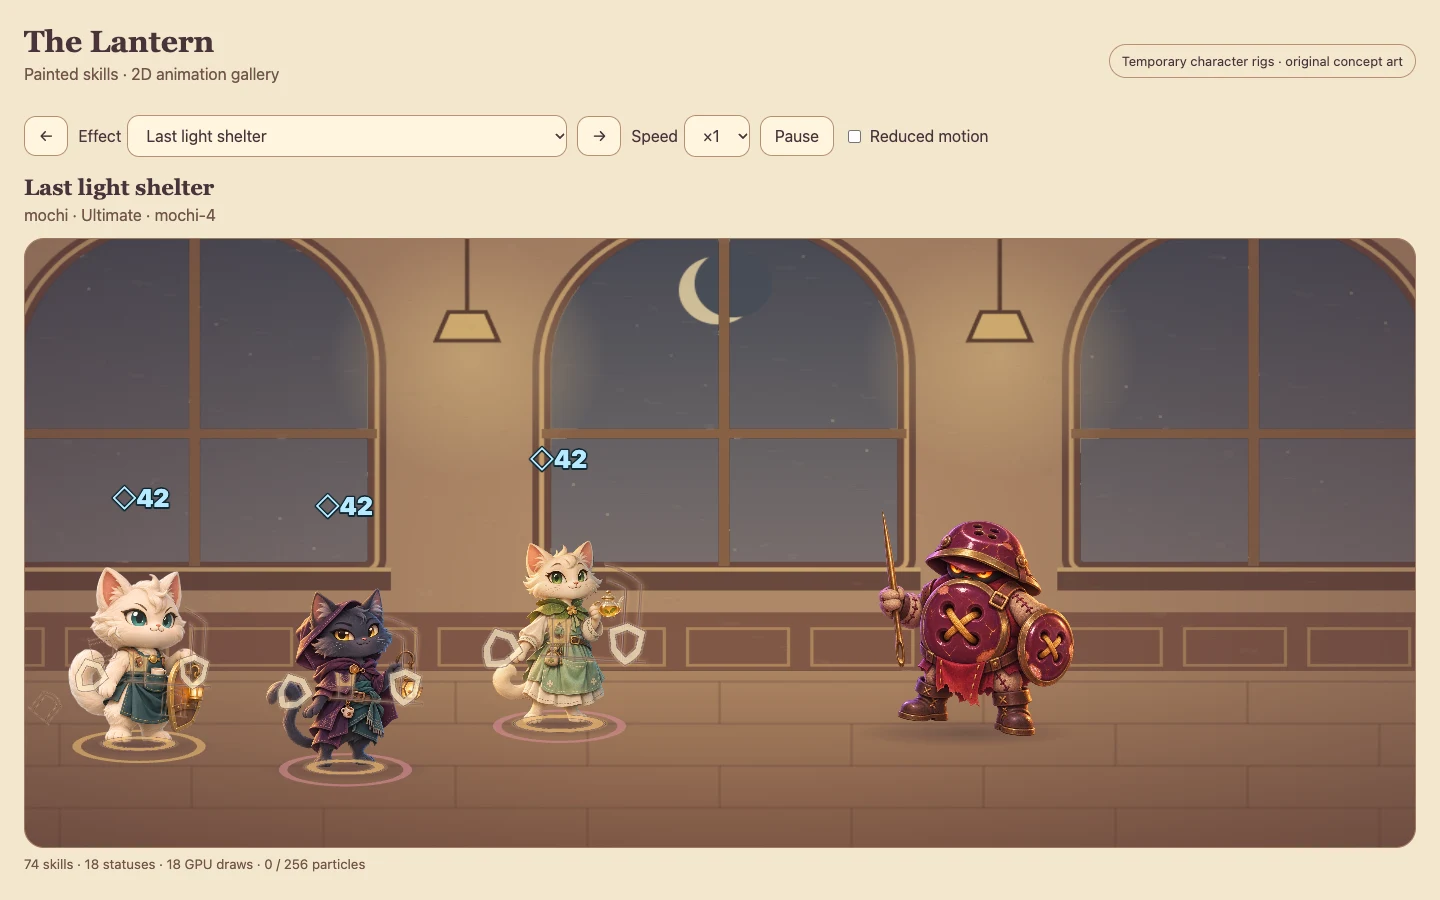 The Lantern
Painted skills · 2D animation gallery
Temporary character rigs · original concept art
← Effect Last light shelter → Speed ×1 Pause Reduced motion
Last light shelter
mochi · Ultimate · mochi-4
◇42
◇42
◇42
74 skills · 18 statuses · 18 GPU draws · 0 / 256 particles